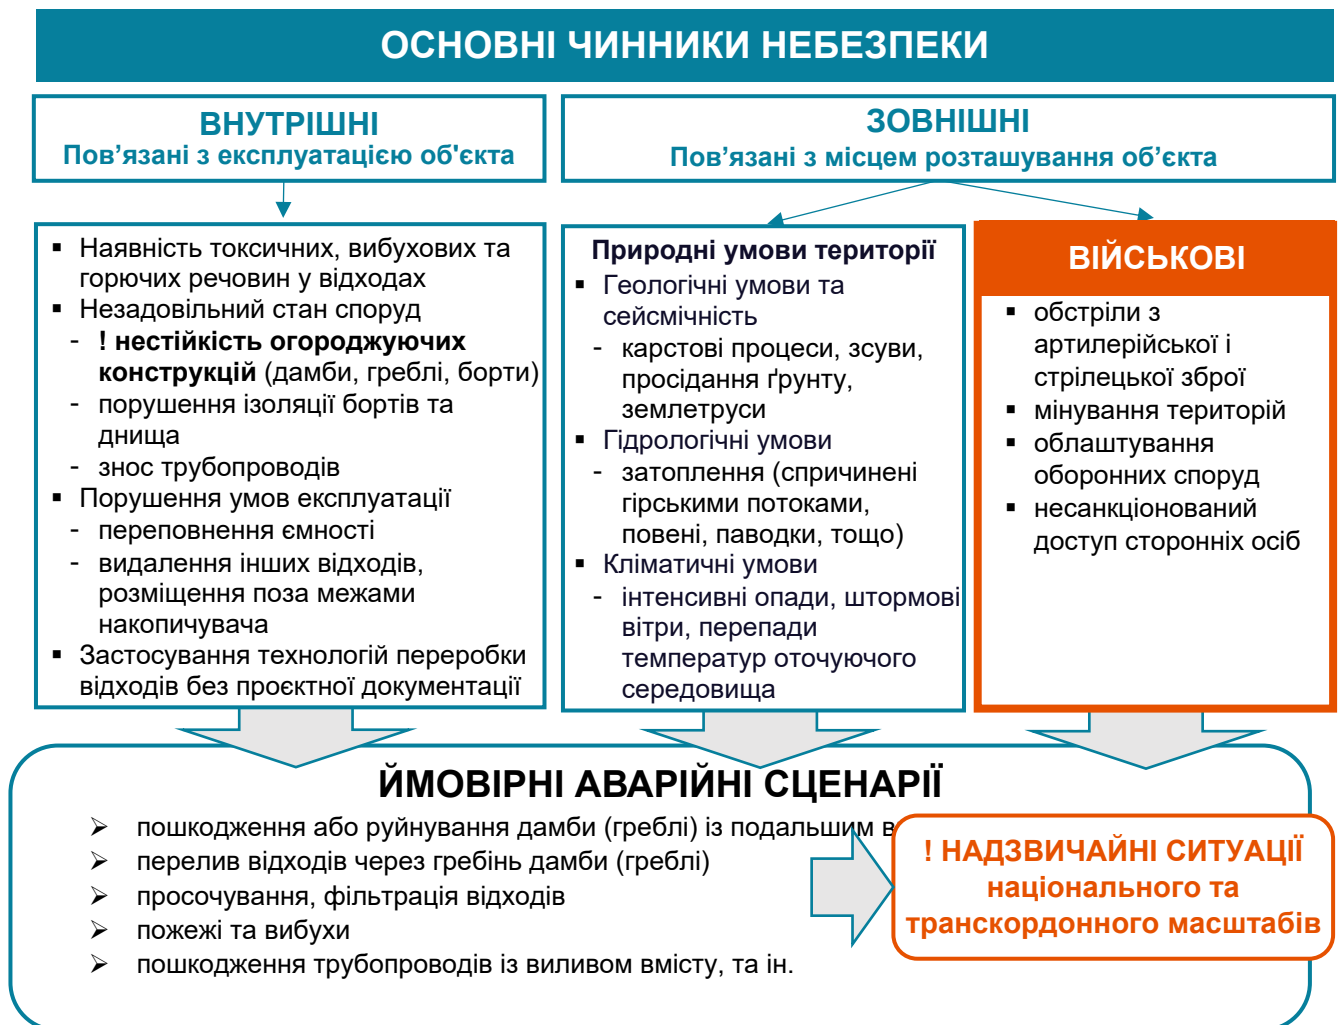 ОСНОВНІ ЧИННИКИ НЕБЕЗПЕКИ
ВНУТРІШНІ
Пов’язані з експлуатацією об'єкта
ЗОВНІШНІ
Пов’язані з місцем розташування об’єкта
▪ Наявність токсичних, вибухових та
горючих речовин у відходах
▪ Незадовільний стан споруд
- ! нестійкість огороджуючих
конструкцій (дамби, греблі, борти)
- порушення ізоляції бортів та
днища
- знос трубопроводів
▪ Порушення умов експлуатації
- переповнення ємності
- видалення інших відходів,
розміщення поза межами
накопичувача
▪ Застосування технологій переробки
відходів без проєктної документації
Природні умови території
▪ Геологічні умови та
сейсмічність
- карстові процеси, зсуви,
просідання ґрунту,
землетруси
▪ Гідрологічні умови
- затоплення (спричинені
гірськими потоками,
повені, паводки, тощо)
▪ Кліматичні умови
- інтенсивні опади, штормові
вітри, перепади
температур оточуючого
середовища
ВІЙСЬКОВІ
▪ обстріли з
артилерійської і
стрілецької зброї
▪ мінування територій
▪ облаштування
оборонних споруд
▪ несанкціонований
доступ сторонніх осіб
ЙМОВІРНІ АВАРІЙНІ СЦЕНАРІЇ
➢ пошкодження або руйнування дамби (греблі) із подальшим
➢ перелив відходів через гребінь дамби (греблі)
➢ просочування, фільтрація відходів
➢ пожежі та вибухи
➢ пошкодження трубопроводів із виливом вмісту, та ін.
! НАДЗВИЧАЙНІ СИТУАЦІЇ
національного та
транскордонного масштабів